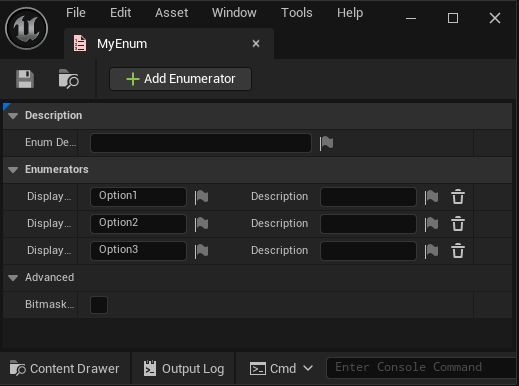 File Edit Asset Window Tools Help
MyEnum
Add Enumerator
Description
Enum De...
Enumerators
Display... Option1 Description
Display... Option2 Description
Display... Option3 Description
Advanced
Bitmask...
Content Drawer Output Log Cmd Enter Console Command